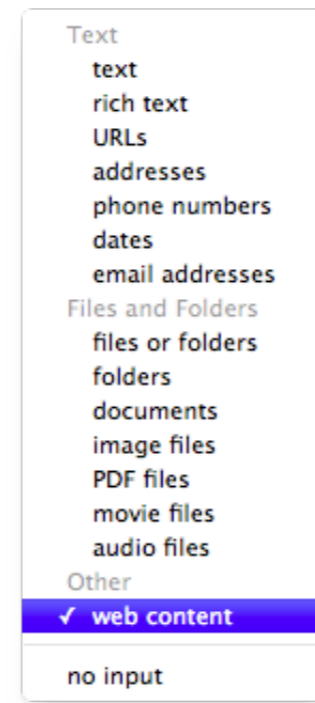 Text
text
rich text
URLs
addresses
phone numbers
dates
email addresses
Files and Folders
files or folders
folders
documents
image files
PDF files
movie files
audio files
Other
✓ web content
no input